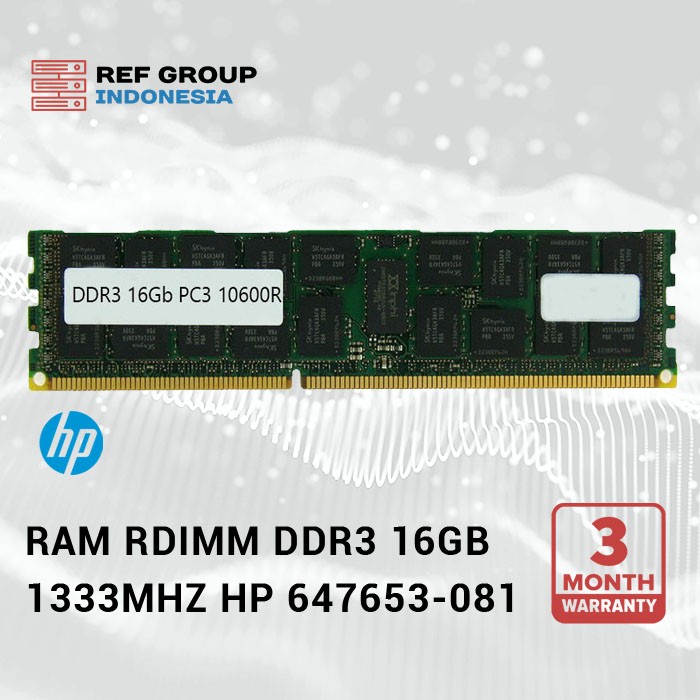 REF GROUP
INDONESIA
DDR3 16Gb PC3 10600R
hp
RAM RDIMM DDR3 16GB
1333MHZ HP 647653-081
3
MONTH
WARRANTY